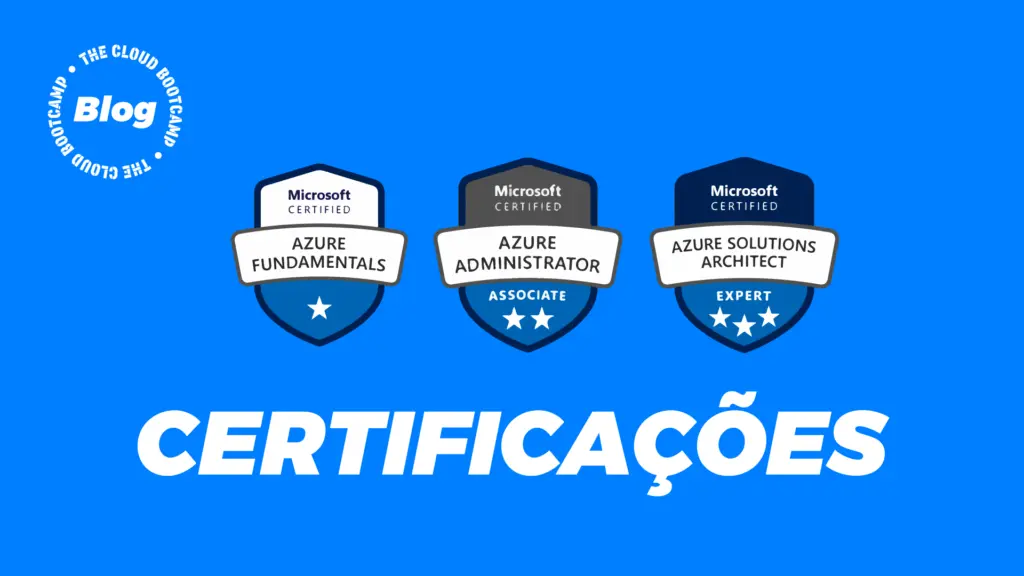 THE CLOUD BOOTCAMP • THE CLOUD BOOTCAMP •
Blog
Microsoft
CERTIFIED
AZURE
FUNDAMENTALS
Microsoft
CERTIFIED
AZURE
ADMINISTRATOR
ASSOCIATE
Microsoft
CERTIFIED
AZURE SOLUTIONS
ARCHITECT
EXPERT
CERTIFICAÇÕES